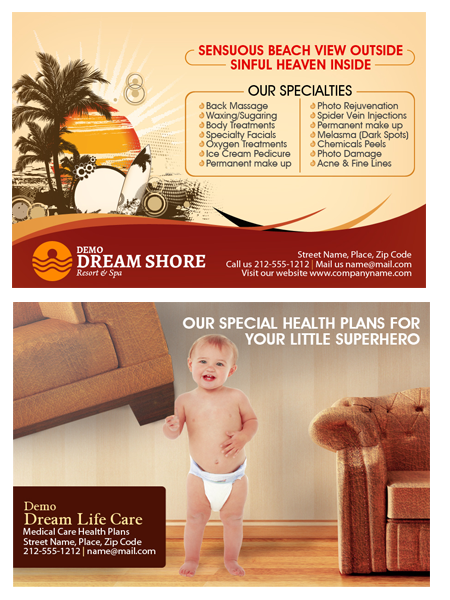 SENSUOUS BEACH VIEW OUTSIDE
SINFUL HEAVEN INSIDE
OUR SPECIALTIES
Back Massage
Waxing/Sugaring
Body Treatments
Specialty Facials
Oxygen Treatments
Ice Cream Pedicure
Permanent make up
Photo Rejuvenation
Spider Vein Injections
Permanent make up
Melasma (Dark Spots)
Chemicals Peels
Photo Damage
Acne & Fine Lines
DEMO
DREAM SHORE
Resort & Spa
Street Name, Place, Zip Code
Call us 212-555-1212 | Mail us name@mail.com
Visit our website www.companyname.com
OUR SPECIAL HEALTH PLANS FOR
YOUR LITTLE SUPERHERO
Demo
Dream Life Care
Medical Care Health Plans
Street Name, Place, Zip Code
212-555-1212 | name@mail.com